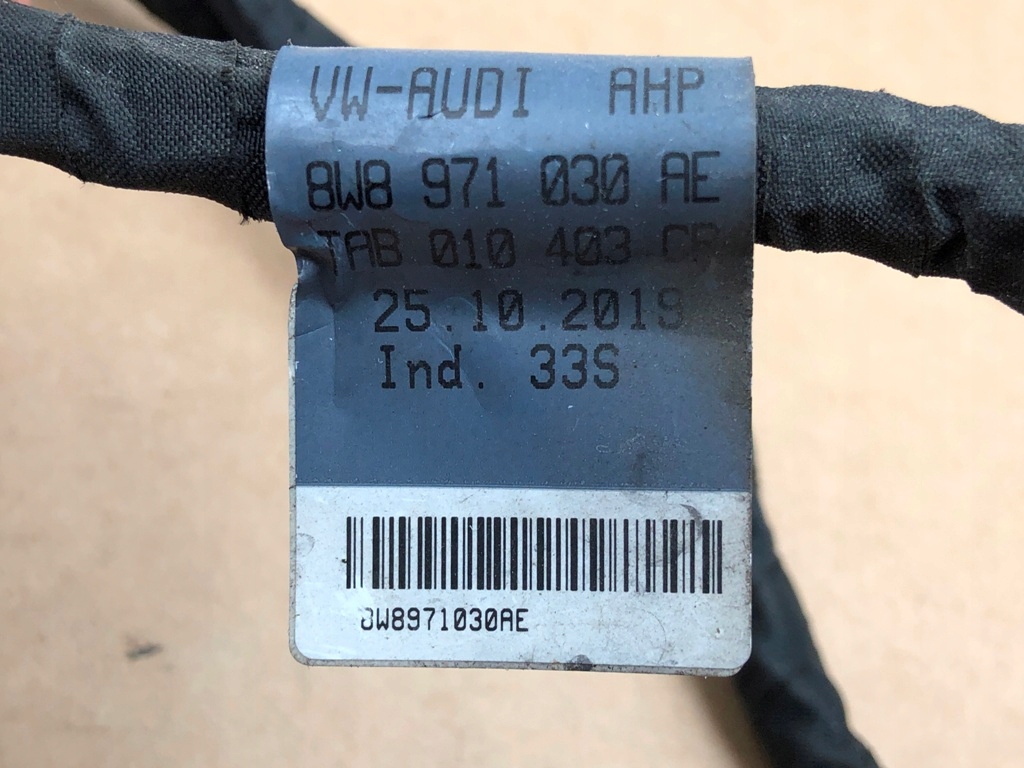 VW-AUDI AHP
8W8 971 030 AE
TAB 010 403
25.10.2019
Ind. 33S
8W8971030AE